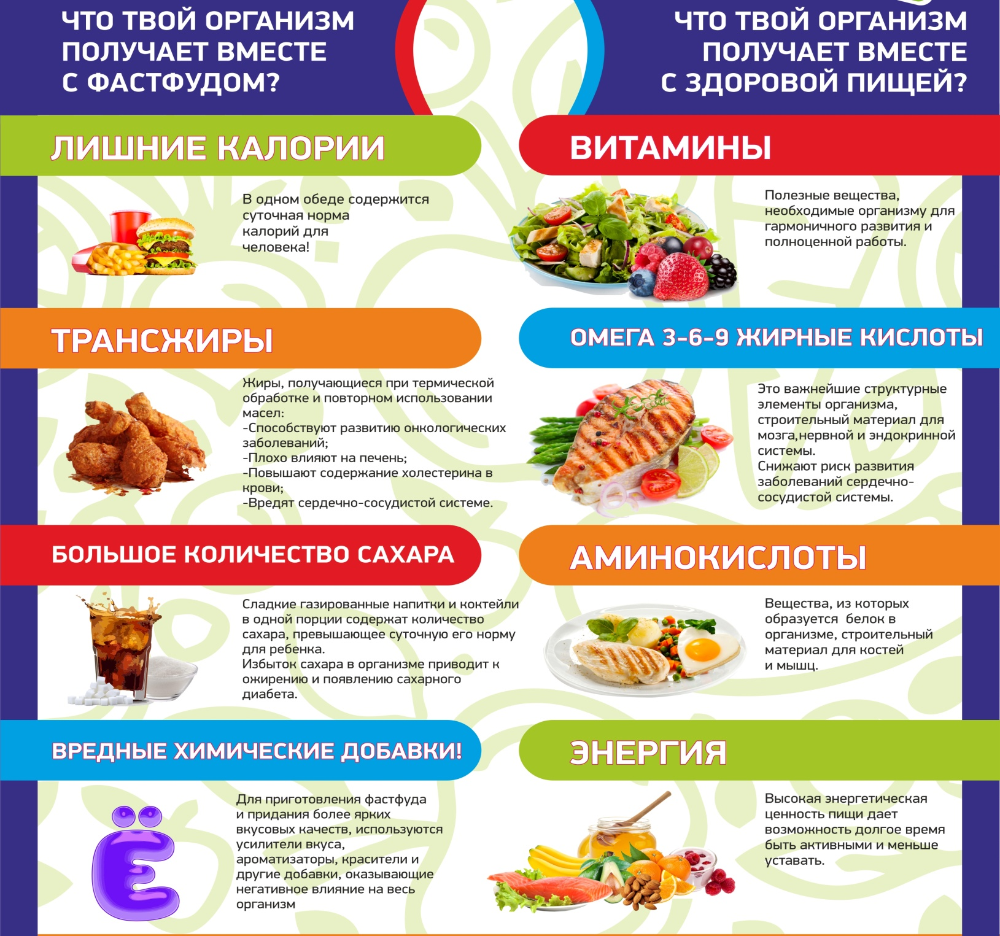 ЧТО ТВОЙ ОРГАНИЗМ
ПОЛУЧАЕТ ВМЕСТЕ
С ФАСТФУДОМ?
ЧТО ТВОЙ ОРГАНИЗМ
ПОЛУЧАЕТ ВМЕСТЕ
С ЗДОРОВОЙ ПИЩЕЙ?
ЛИШНИЕ КАЛОРИИ
В одном обеде содержится
суточная норма
калорий для
человека!
ВИТАМИНЫ
Полезные вещества,
необходимые организму для
гармоничного развития и
полноценной работы.
ТРАНСЖИРЫ
Жиры, получающиеся при термической
обработке и повторном использовании
масел:
-Способствуют развитию онкологических
заболеваний;
-Плохо влияют на печень;
-Повышают содержание холестерина в
крови;
-Вредят сердечно-сосудистой системе.
ОМЕГА 3-6-9 ЖИРНЫЕ КИСЛОТЫ
Это важнейшие структурные
элементы организма,
строительный материал для
мозга,нервной и эндокринной
системы.
Снижают риск развития
заболеваний сердечно-
сосудистой системы.
БОЛЬШОЕ КОЛИЧЕСТВО САХАРА
Сладкие газированные напитки и коктейли
в одной порции содержат количество
сахара, превышающее суточную его норму
для ребенка.
Избыток сахара в организме приводит к
ожирению и появлению сахарного
диабета.
АМИНОКИСЛОТЫ
Вещества, из которых
образуется белок в
организме, строительный
материал для костей
и мышц.
ВРЕДНЫЕ ХИМИЧЕСКИЕ ДОБАВКИ!
Ё
Для приготовления фастфуда
и придания более ярких
вкусовых качеств, используются
усилители вкуса,
ароматизаторы, красители и
другие добавки, оказывающие
негативное влияние на весь
организм
ЭНЕРГИЯ
Высокая энергетическая
ценность пищи дает
возможность долгое время
быть активными и меньше
уставать.